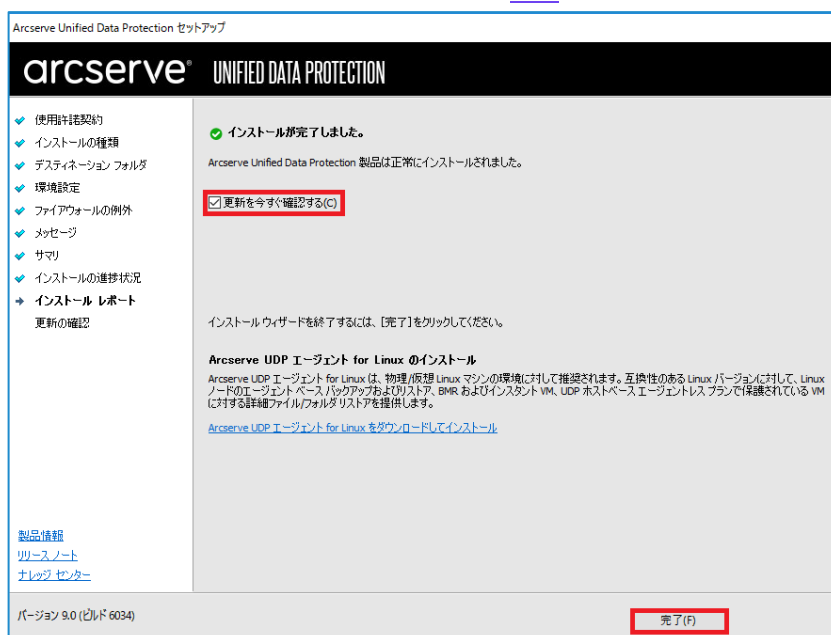 Arcserve Unified Data Protection セットアップ
arcserve® UNIFIED DATA PROTECTION
使用許諾契約
インストールの種類
デスティネーション フォルダ
環境設定
ファイアウォールの例外
メッセージ
サマリ
インストールの進捗状況
インストール レポート
更新の確認
製品情報
リリース ノート
ナレッジ センター
インストールが完了しました。
Arcserve Unified Data Protection 製品は正常にインストールされました。
更新を今すぐ確認する(C)
インストール ウィザードを終了するには、[完了]をクリックしてください。
Arcserve UDP エージェント for Linux のインストール
Arcserve UDP エージェント for Linux は、物理/仮想 Linux マシンの環境に対して推奨されます。互換性のある Linux バージョンに対して、Linux
ノードのエージェント ベース バックアップおよびリストア、BMR およびインスタント VM、UDP ホストベース エージェントレス プランで保護されている VM
に対する詳細ファイル/フォルダ リストアを提供します。
Arcserve UDP エージェント for Linux をダウンロードしてインストール
バージョン 9.0 (ビルド 6034)
完了(F)